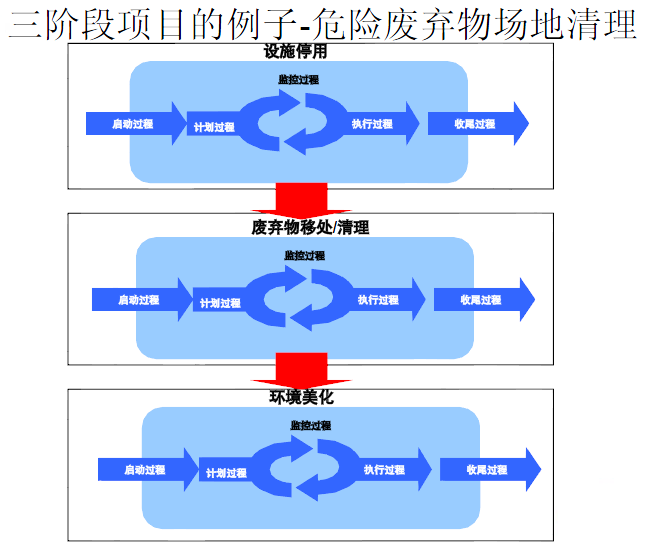 三阶段项目的例子-危险废弃物场地清理
设施停用
监控过程
启动过程
计划过程
执行过程
收尾过程
废弃物移处/清理
监控过程
启动过程
计划过程
执行过程
收尾过程
环境美化
监控过程
启动过程
计划过程
执行过程
收尾过程